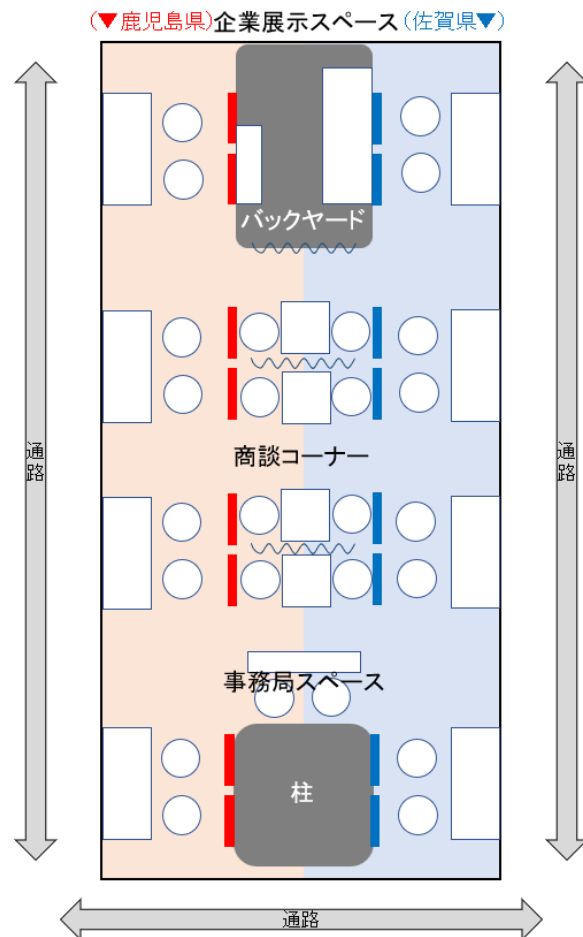 (▼鹿児島県)企業展示スペース(佐賀県▼)
バックヤード
通路
商談コーナー
通路
事務局スペース
柱
通路